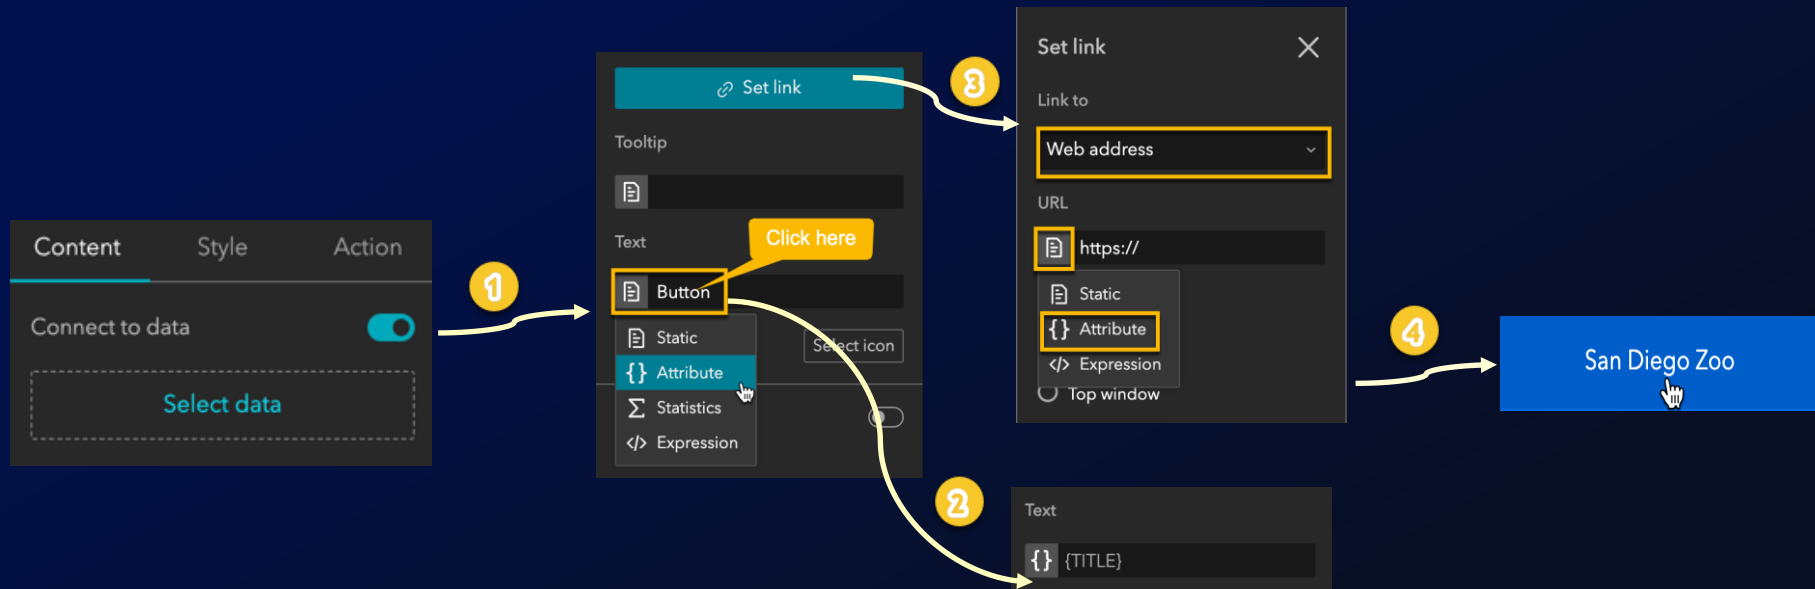 Content Style Action
Connect to data
Select data
1
Set link
Tooltip
Text
Click here
Button
Static
Select icon
{} Attribute
Σ Statistics
</> Expression
2
Text
{} {TITLE}
3
Set link
Link to
Web address
URL
https://
Static
{} Attribute
</> Expression
Top window
4
San Diego Zoo